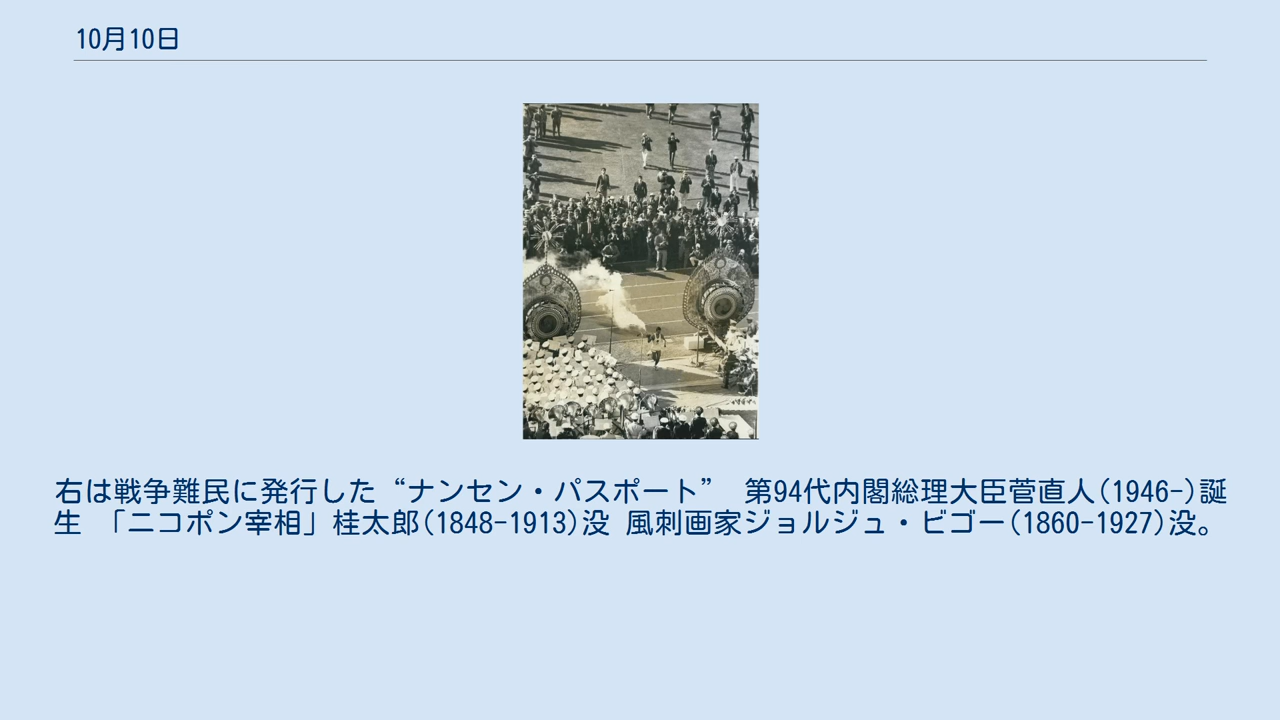 10月10日
右は戦争難民に発行した“ナンセン・パスポート”　第94代内閣総理大臣菅直人(1946-)誕
生　「ニコポン宰相」桂太郎(1848-1913)没 風刺画家ジョルジュ・ビゴー(1860-1927)没。